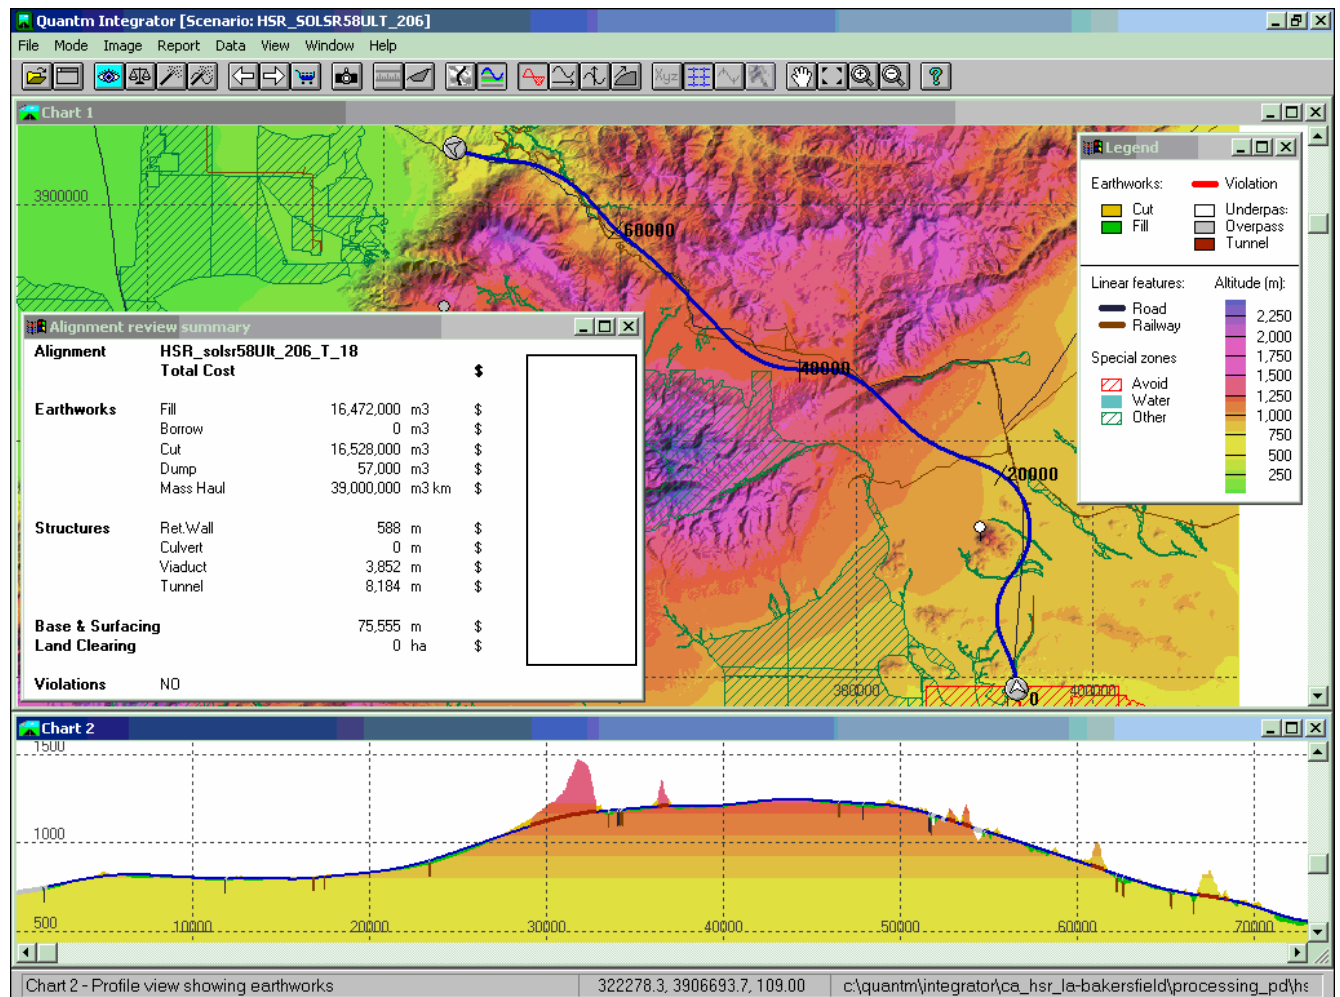 Quantm Integrator [Scenario: HSR_SOLSR58ULT_206]
File Mode Image Report Data View Window Help
Xyz
?
Chart 1
3900000
60000
40000
20000
380000
400000
0
Legend
Earthworks: Violation
Cut Underpas:
Fill Overpass
Tunnel
Linear features: Altitude (m):
Road
Railway
Special zones
Avoid
Water
Other
2,250
2,000
1,750
1,500
1,250
1,000
750
500
250
Alignment review summary
Alignment HSR_solsr58Ult_206_T_18
Total Cost $
Earthworks Fill 16,472,000 m3 $
Borrow 0 m3 $
Cut 16,528,000 m3 $
Dump 57,000 m3 $
Mass Haul 39,000,000 m3 km $
Structures Ret.Wall 588 m $
Culvert 0 m $
Viaduct 3,852 m $
Tunnel 8,184 m $
Base & Surfacing 75,555 m $
Land Clearing 0 ha $
Violations NO
Chart 2
1500
1000
500
10000 20000 30000 40000 50000 60000 70000
Chart 2 - Profile view showing earthworks 322278.3, 3906693.7, 109.00 c:\quantm\integrator\ca_hsr_la-bakersfield\processing_pd\hs